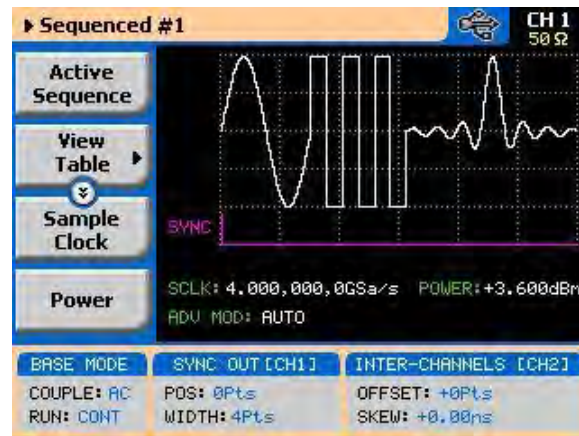 Sequenced #1
CH 1
50 Ω
Active
Sequence
View
Table
Sample
Clock
Power
SYNC
SCLK: 4.000,000,0GSa/s POWER:+3.600dBm
ADV MOD: AUTO
BASE MODE
COUPLE: AC
RUN: CONT
SYNC OUT[CH1]
POS: 0Pts
WIDTH: 4Pts
INTER-CHANNELS [CH2]
OFFSET: +0Pts
SKEW: +0.00ns